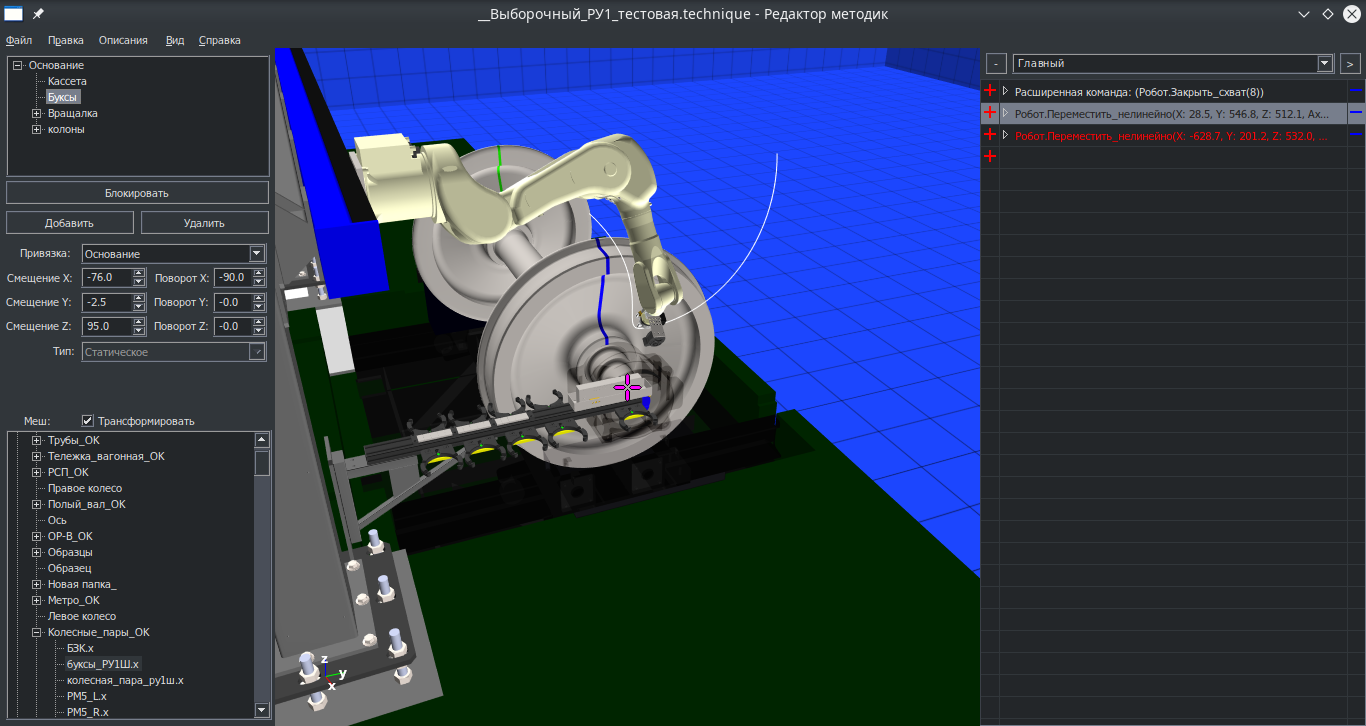 __Выборочный_РУ1_тестовая.technique - Редактор методик
Файл Правка Описания Вид Справка
Основание
Кассета
Буксы
Вращалка
колоны
Блокировать
Добавить Удалить
Привязка: Основание
Смещение X: -76.0 Поворот X: -90.0
Смещение Y: -2.5 Поворот Y: -0.0
Смещение Z: 95.0 Поворот Z: -0.0
Тип: Статическое
Меш: Трансформировать
Трубы_ОК
Тележка_вагонная_ОК
РСП_ОК
Правое колесо
Полый_вал_ОК
Ось
ОР-В_ОК
Образцы
Образец
Новая папка_
Метро_ОК
Левое колесо
Колесные_пары_ОК
БЗК.x
буксы_РУ1Ш.x
колесная_пара_ру1ш.x
PM5_L.x
PM5_R.x
z
y
x
- Главный >
Расширенная команда: (Робот.Закрыть_схват(8))
Робот.Переместить_нелинейно(X: 28.5, Y: 546.8, Z: 512.1, Ax...
Робот.Переместить_нелинейно(X: -628.7, Y: 201.2, Z: 532.0, ...